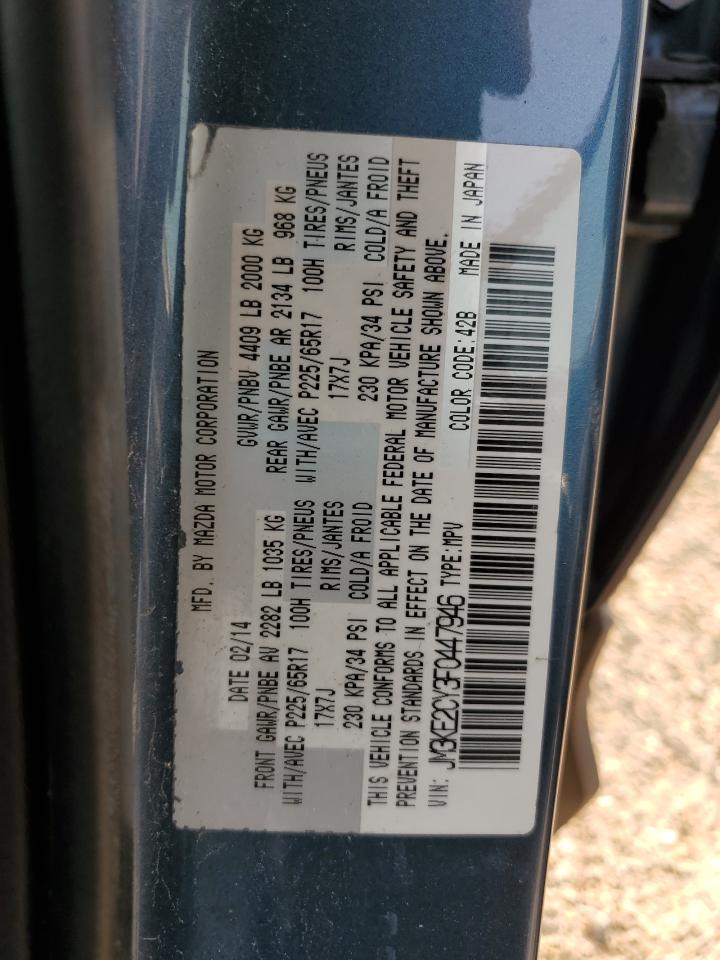 MFD. BY MAZDA MOTOR CORPORATION
DATE 02/14 GVWR/PNBV 4409 LB 2000 KG
FRONT GAWR/PNBE AV 2282 LB 1035 KG REAR GAWR/PNBE AR 2134 LB 968 KG
WITH/AVEC P225/65R17 100H TIRES/PNEUS WITH/AVEC P225/65R17 100H TIRES/PNEUS
17X7J RIMS/JANTES 17X7J RIMS/JANTES
230 KPA/34 PSI COLD/A FROID 230 KPA/34 PSI COLD/A FROID
THIS VEHICLE CONFORMS TO ALL APPLICABLE FEDERAL MOTOR VEHICLE SAFETY AND THEFT
PREVENTION STANDARDS IN EFFECT ON THE DATE OF MANUFACTURE SHOWN ABOVE.
VIN: JM3KE2CY3F0447946 TYPE:MPV COLOR CODE:42B MADE IN JAPAN